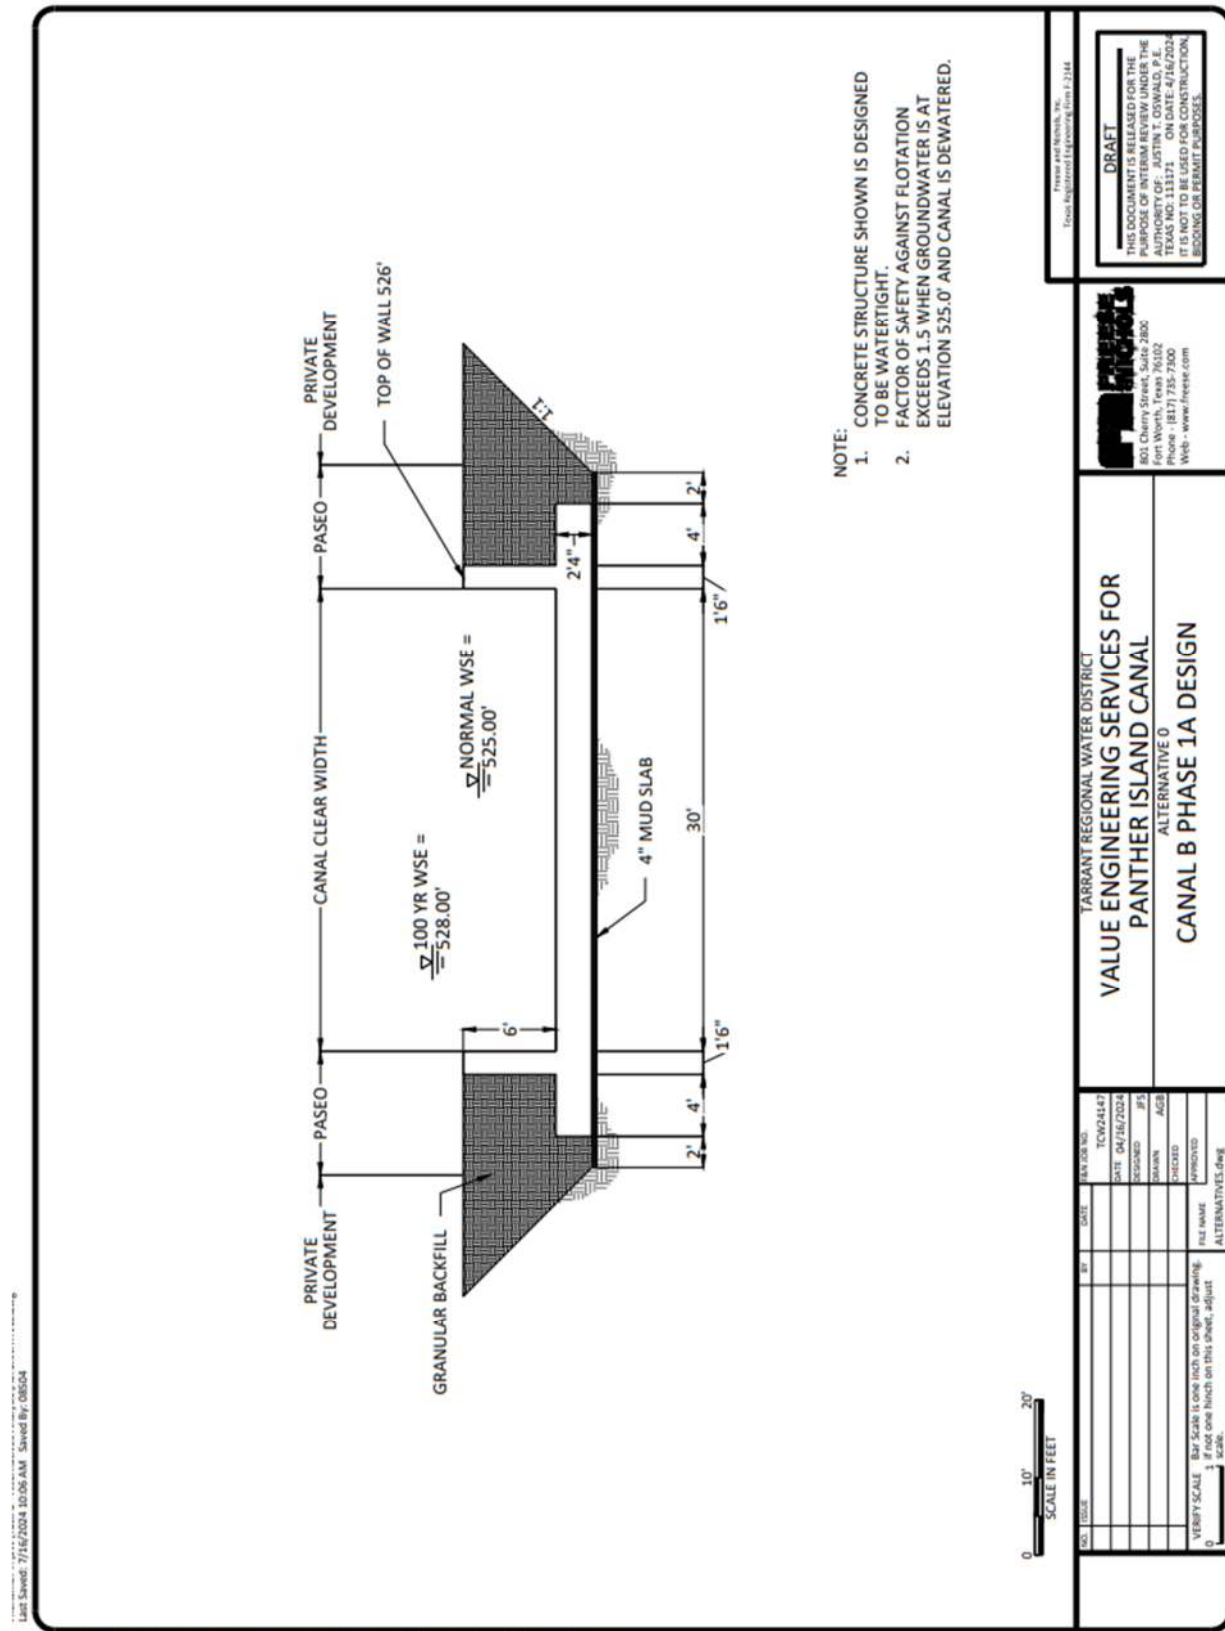 Last Saved: 7/16/2024 10:06 AM Saved By: 08504
PRIVATE
DEVELOPMENT
PASEO
CANAL CLEAR WIDTH
PASEO
PRIVATE
DEVELOPMENT
TOP OF WALL 526'
GRANULAR BACKFILL
100 YR WSE =
528.00'
NORMAL WSE =
525.00'
6'
2'4"
1:1
4" MUD SLAB
2'
4'
1'6"
30'
1'6"
4'
2'
NOTE:
1. CONCRETE STRUCTURE SHOWN IS DESIGNED
TO BE WATERTIGHT.
2. FACTOR OF SAFETY AGAINST FLOTATION
EXCEEDS 1.5 WHEN GROUNDWATER IS AT
ELEVATION 525.0' AND CANAL IS DEWATERED.
0 10' 20'
SCALE IN FEET
Freese and Nichols, Inc.
Texas Registered Engineering Firm F-2144
NO. ISSUE BY DATE
F&N JOB NO.
TCW24147
DATE 04/16/2024
DESIGNED JFS
DRAWN AGB
CHECKED
APPROVED
VERIFY SCALE
0 1
Bar Scale is one inch on original drawing.
if not one hinch on this sheet, adjust
scale.
FILE NAME
ALTERNATIVES.dwg
TARRANT REGIONAL WATER DISTRICT
VALUE ENGINEERING SERVICES FOR
PANTHER ISLAND CANAL
ALTERNATIVE 0
CANAL B PHASE 1A DESIGN
FREESE
NICHOLS
801 Cherry Street, Suite 2800
Fort Worth, Texas 76102
Phone - (817) 735-7300
Web - www.freese.com
DRAFT
THIS DOCUMENT IS RELEASED FOR THE
PURPOSE OF INTERIM REVIEW UNDER THE
AUTHORITY OF: JUSTIN T. OSWALD, P.E.
TEXAS NO: 113171 ON DATE: 4/16/2024
IT IS NOT TO BE USED FOR CONSTRUCTION,
BIDDING OR PERMIT PURPOSES.